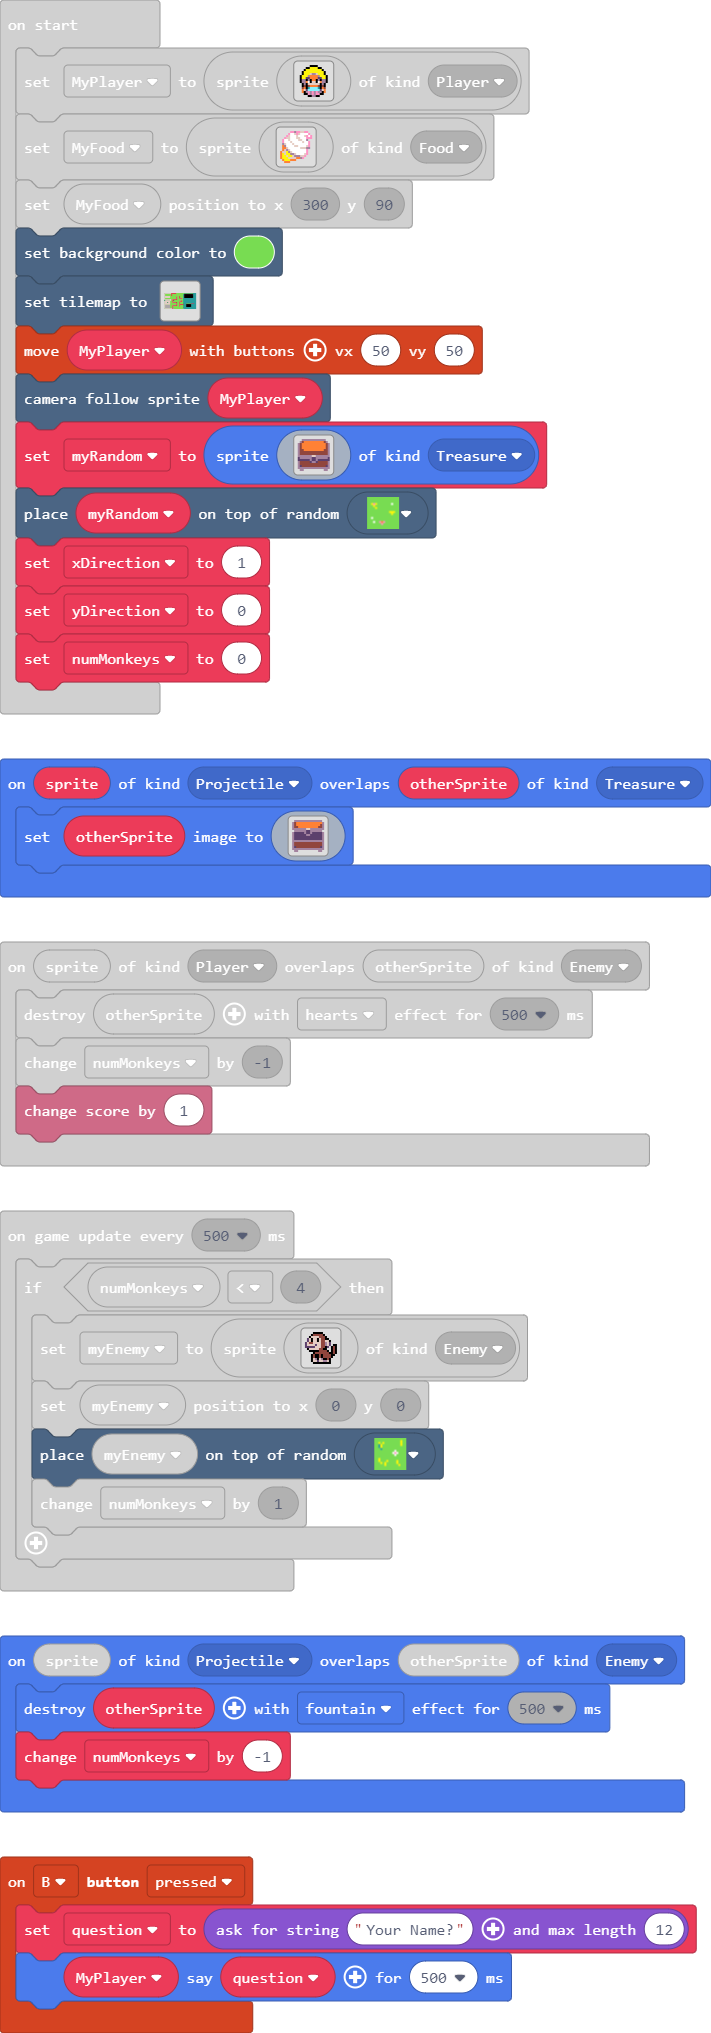 on start
set MyPlayer to sprite of kind Player
set MyFood to sprite of kind Food
set MyFood position to x 300 y 90
set background color to
set tilemap to
move MyPlayer with buttons vx 50 vy 50
camera follow sprite MyPlayer
set myRandom to sprite of kind Treasure
place myRandom on top of random
set xDirection to 1
set yDirection to 0
set numMonkeys to 0
on sprite of kind Projectile overlaps otherSprite of kind Treasure
set otherSprite image to
on sprite of kind Player overlaps otherSprite of kind Enemy
destroy otherSprite with hearts effect for 500 ms
change numMonkeys by -1
change score by 1
on game update every 500 ms
if numMonkeys < 4 then
set myEnemy to sprite of kind Enemy
set myEnemy position to x 0 y 0
place myEnemy on top of random
change numMonkeys by 1
on sprite of kind Projectile overlaps otherSprite of kind Enemy
destroy otherSprite with fountain effect for 500 ms
change numMonkeys by -1
on B button pressed
set question to ask for string "Your Name?" and max length 12
MyPlayer say question for 500 ms